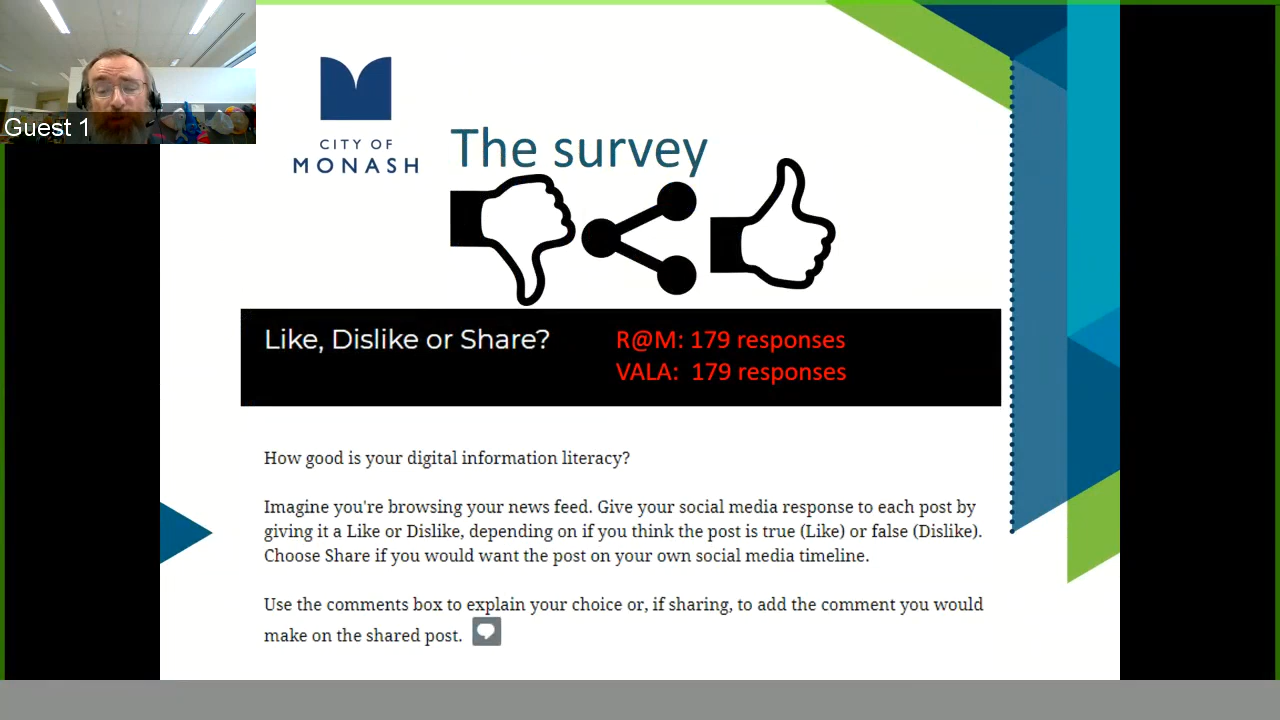 Guest 1
CITY OF
MONASH
The survey
Like, Dislike or Share?
R@M: 179 responses
VALA: 179 responses
How good is your digital information literacy?
Imagine you're browsing your news feed. Give your social media response to each post by
giving it a Like or Dislike, depending on if you think the post is true (Like) or false (Dislike).
Choose Share if you would want the post on your own social media timeline.
Use the comments box to explain your choice or, if sharing, to add the comment you would
make on the shared post.